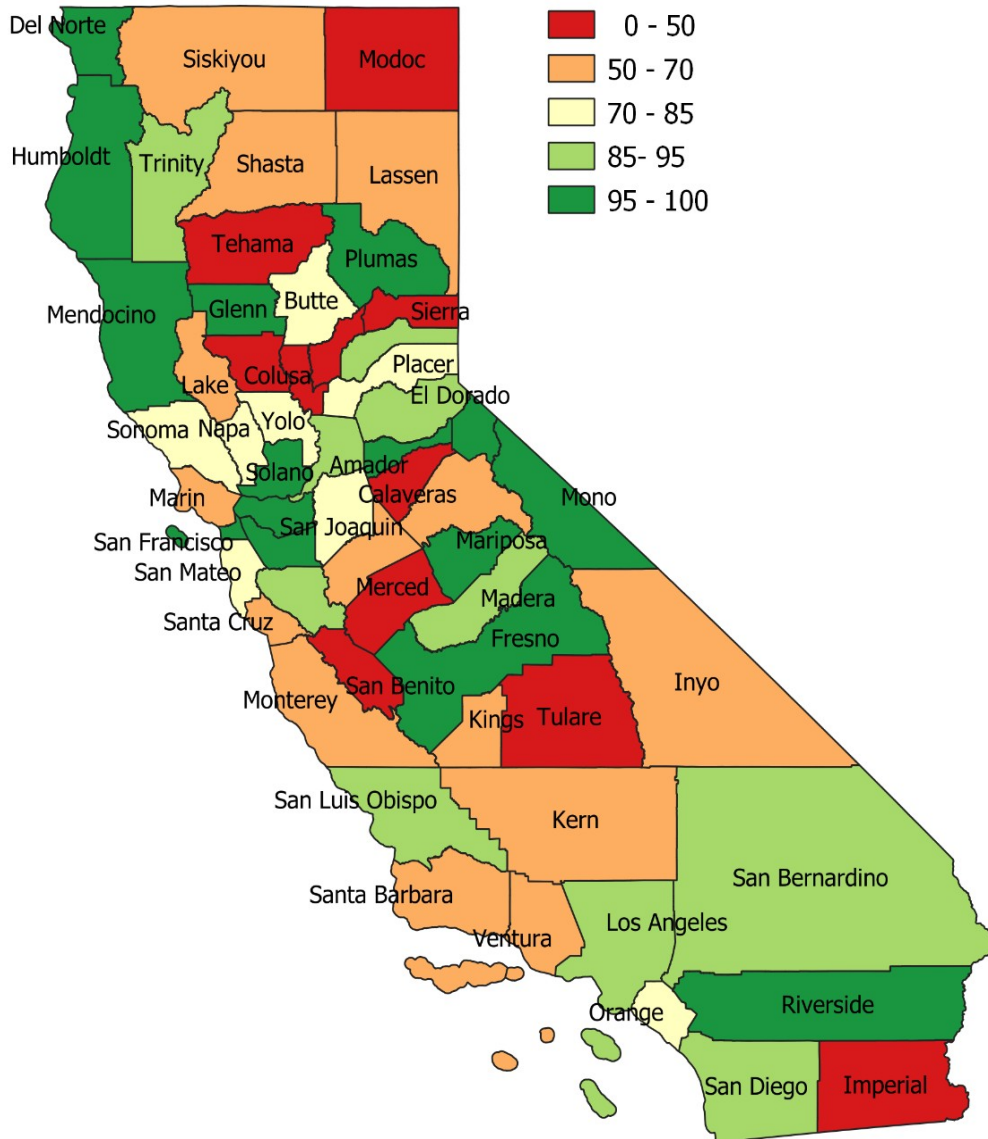 Del Norte
0 - 50
Siskiyou
Modoc
50 - 70
70 - 85
Humboldt
Trinity
Shasta
Lassen
85- 95
95 - 100
Tehama
Plumas
Mendocino
Glenn
Butte
Sierra
Placer
Lake
Colusa
El Dorado
Sonoma
Napa
Yolo
Solano
Amador
Marin
Calaveras
Mono
San Francisco
San Joaquin
Mariposa
San Mateo
Merced
Madera
Santa Cruz
Fresno
Monterey
San Benito
Inyo
Kings
Tulare
San Luis Obispo
Kern
San Bernardino
Santa Barbara
Ventura
Los Angeles
Orange
Riverside
San Diego
Imperial